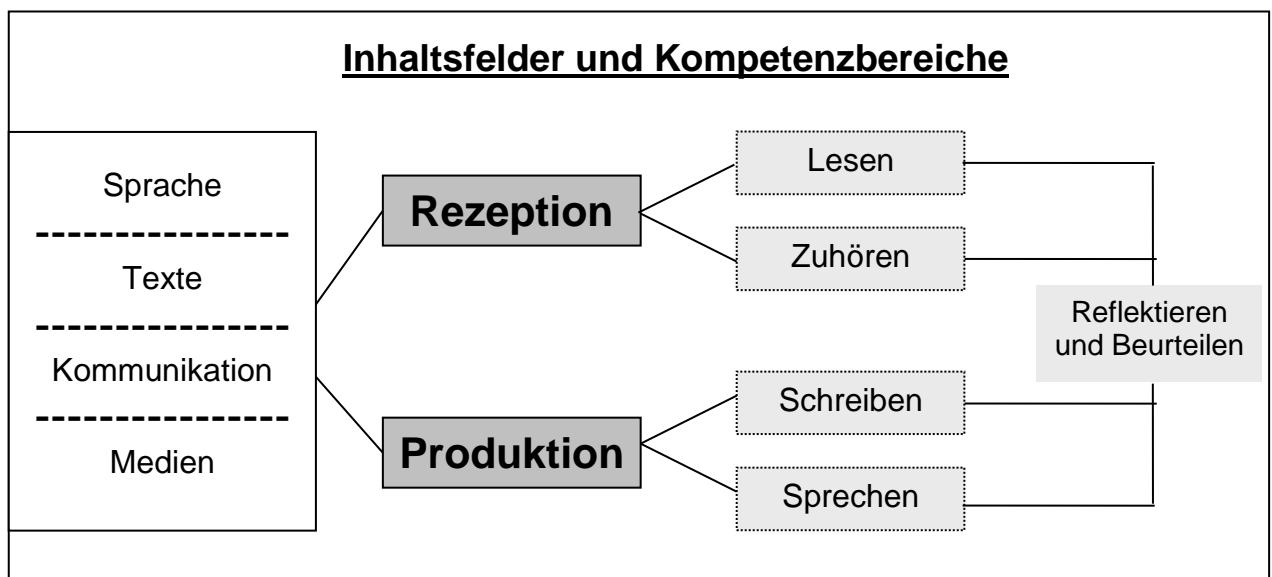 Inhaltsfelder und Kompetenzbereiche
Sprache
Texte
Kommunikation
Medien
Rezeption
Produktion
Lesen
Zuhören
Schreiben
Sprechen
Reflektieren
und Beurteilen